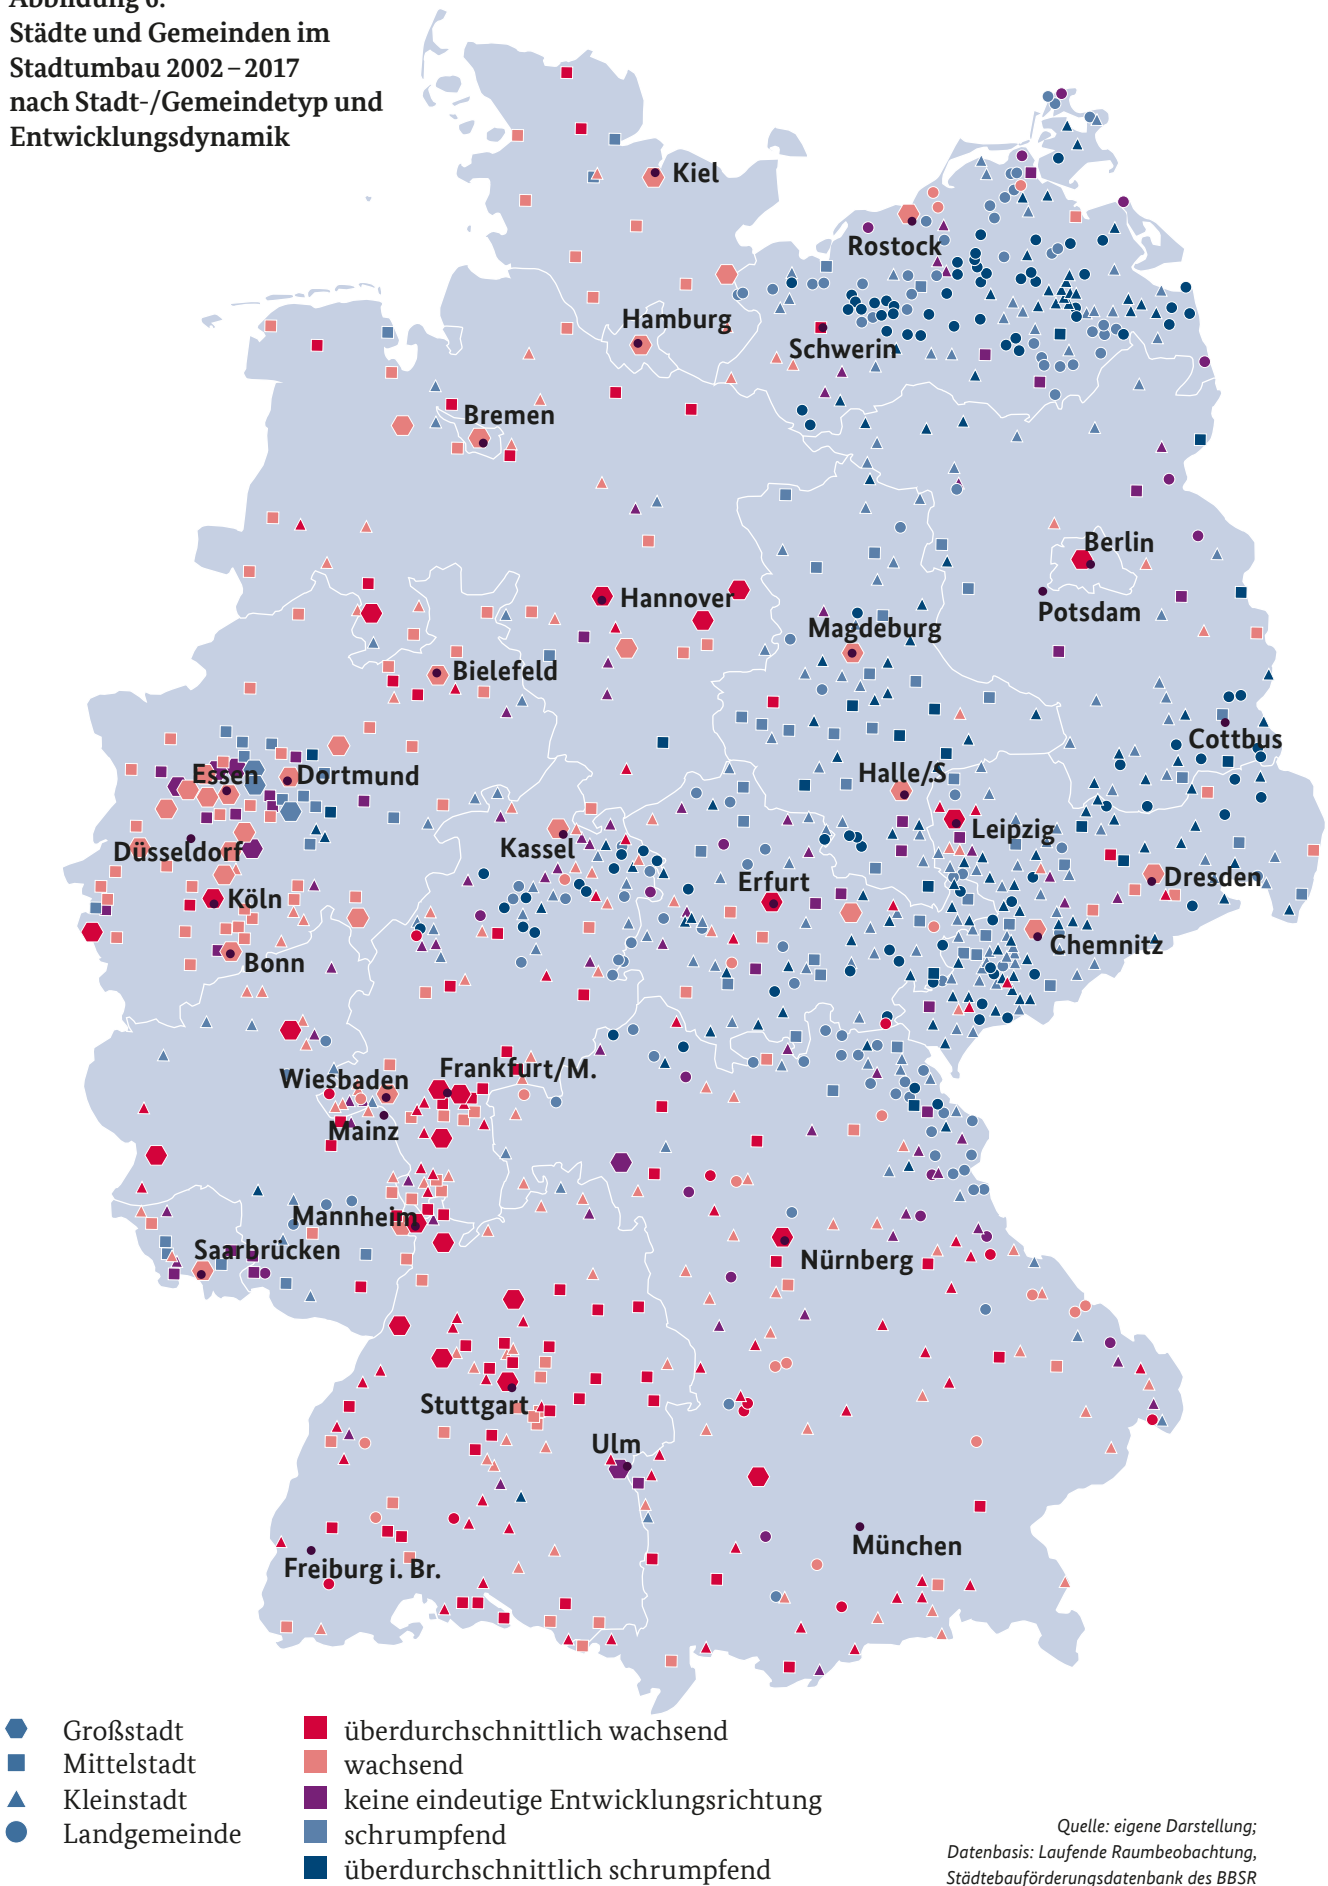 Abbildung 6:
Städte und Gemeinden im
Stadtumbau 2002–2017
nach Stadt-/Gemeindetyp und
Entwicklungsdynamik
Kiel
Rostock
Hamburg
Schwerin
Bremen
Berlin
Hannover
Potsdam
Magdeburg
Bielefeld
Cottbus
Essen
Dortmund
Halle/S
Leipzig
Kassel
Düsseldorf
Erfurt
Dresden
Köln
Chemnitz
Bonn
Frankfurt/M.
Wiesbaden
Mainz
Mannheim
Saarbrücken
Nürnberg
Stuttgart
Ulm
München
Freiburg i. Br.
Großstadt
Mittelstadt
Kleinstadt
Landgemeinde
überdurchschnittlich wachsend
wachsend
keine eindeutige Entwicklungsrichtung
schrumpfend
überdurchschnittlich schrumpfend
Quelle: eigene Darstellung;
Datenbasis: Laufende Raumbeobachtung,
Städtebauförderungsdatenbank des BBSR